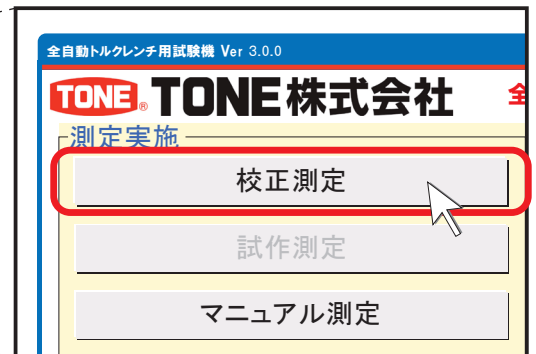 全自動トルクレンチ用試験機 Ver 3.0.0
TONE® TONE株式会社 全
測定実施
校正測定
試作測定
マニュアル測定